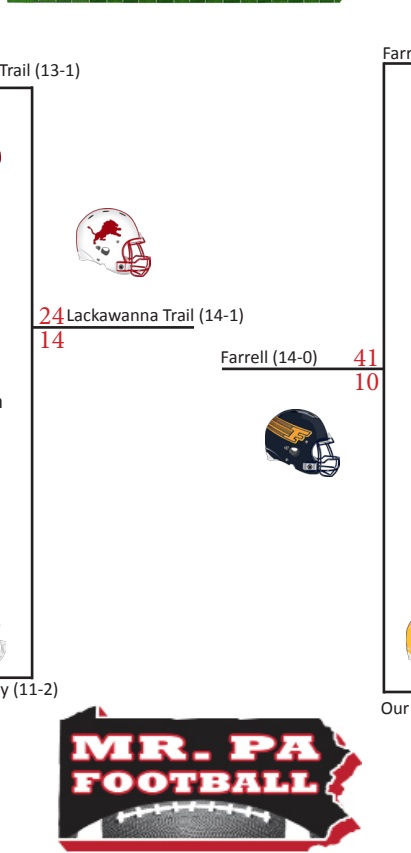 Farr
Trail (13-1)
24 Lackawanna Trail (14-1)
14
Farrell (14-0) 41
10
y (11-2)
Our
MR. PA
FOOTBALL